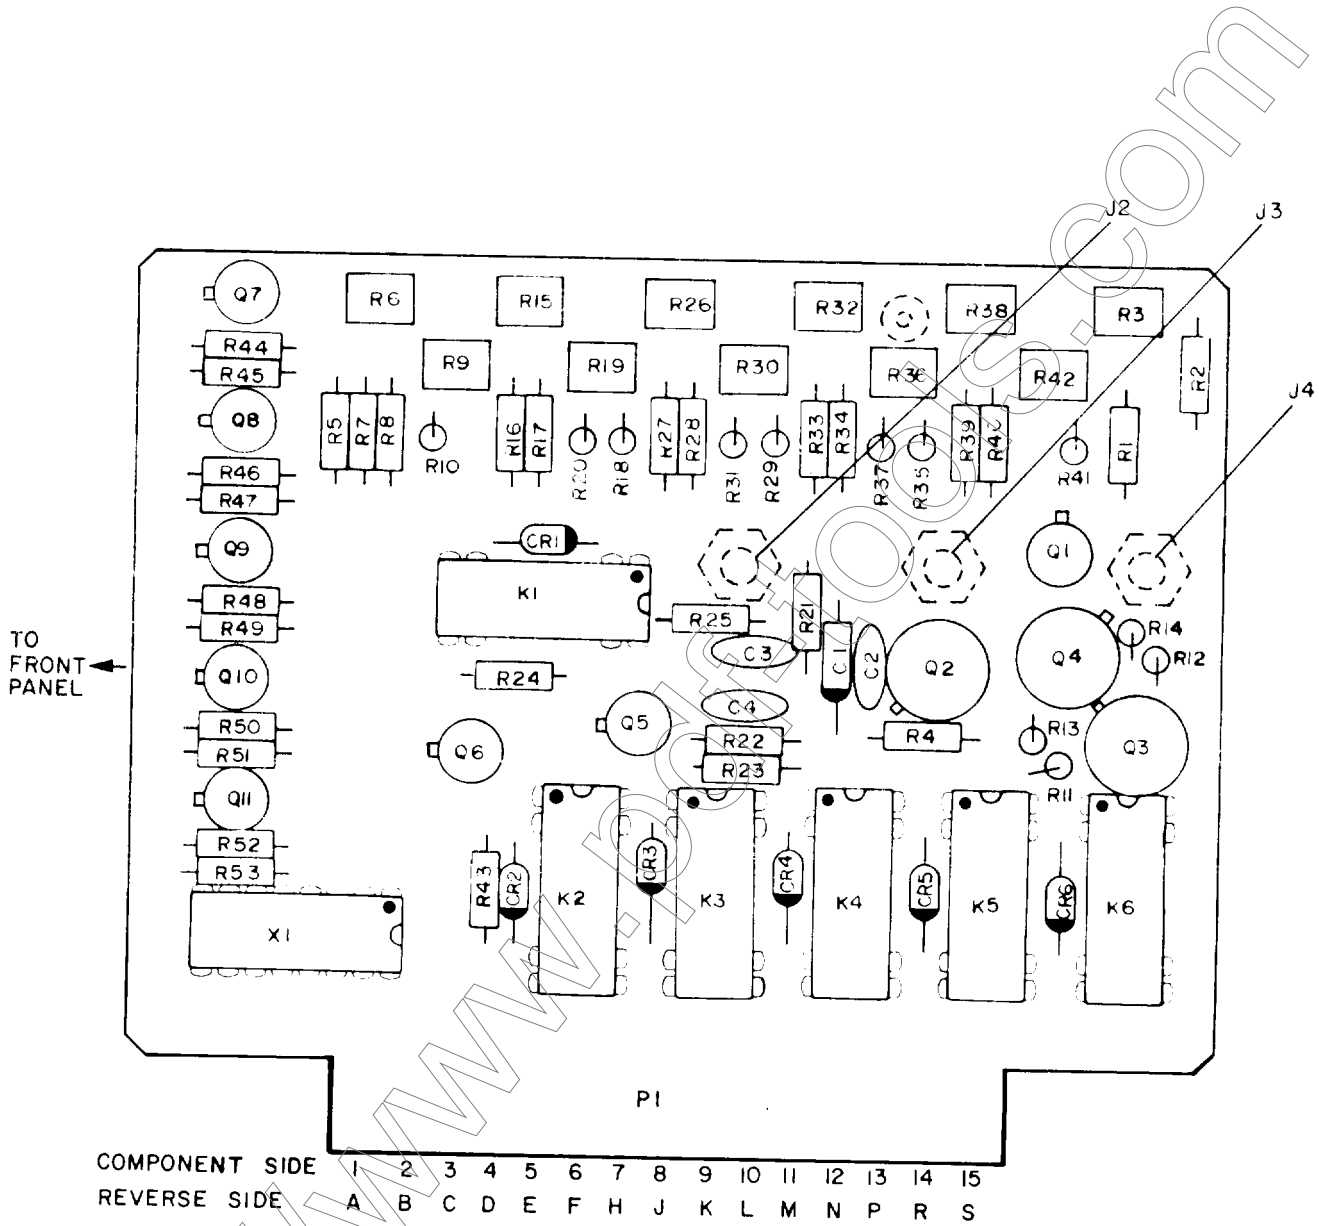 J2
J3
J4
Q7
R6
R15
R26
R32
R38
R3
R44
R45
R9
R19
R30
R36
R42
R2
Q8
R5
R7
R8
R10
R16
R17
R20
R18
R27
R28
R31
R29
R33
R34
R37
R35
R39
R40
R41
R1
R46
R47
Q9
CR1
K1
Q1
R48
R49
R25
R21
C1
C2
Q2
Q4
R14
R12
TO
FRONT
PANEL
Q10
R24
C3
C4
R50
R51
Q6
Q5
R22
R23
R4
R13
R11
Q3
Q11
R52
R53
X1
R43
CR2
K2
CR3
K3
CR4
K4
CR5
K5
CR6
K6
P1
COMPONENT SIDE 1 2 3 4 5 6 7 8 9 10 11 12 13 14 15
REVERSE SIDE A B C D E F H J K L M N P R S
www.pdftools.com